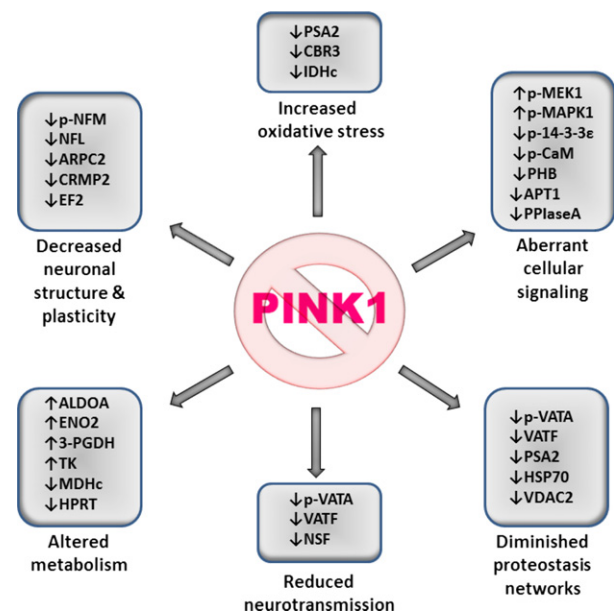 ↓PSA2
↓CBR3
↓IDHc
Increased
oxidative stress
↓p-NFM
↓NFL
↓ARPC2
↓CRMP2
↓EF2
Decreased
neuronal
structure &
plasticity
↑p-MEK1
↑p-MAPK1
↓p-14-3-3ε
↓p-CaM
↓PHB
↓APT1
↓PPIaseA
Aberrant
cellular
signaling
PINK1
↑ALDOA
↑ENO2
↑3-PGDH
↑TK
↓MDHc
↓HPRT
Altered
metabolism
↓p-VATA
↓VATF
↓NSF
Reduced
neurotransmission
↓p-VATA
↓VATF
↓PSA2
↓HSP70
↓VDAC2
Diminished
proteostasis
networks